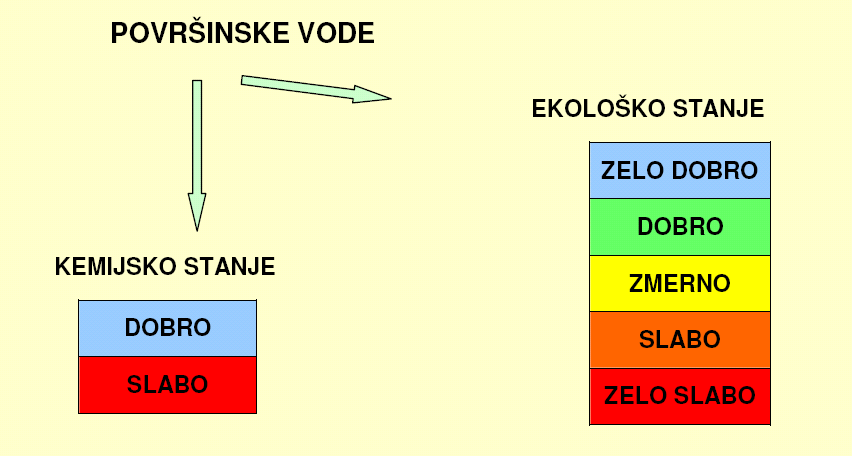 POVRŠINSKE VODE
EKOLOŠKO STANJE
ZELO DOBRO
DOBRO
ZMERNO
SLABO
ZELO SLABO
KEMIJSKO STANJE
DOBRO
SLABO